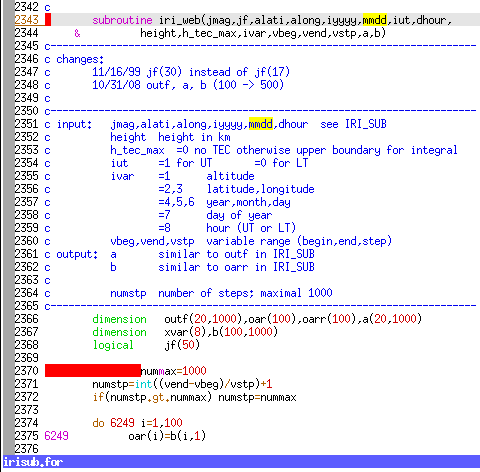 2342 c
2343 subroutine iri_web(jmag,jf,alati,along,iyyyy,mmdd,iut,dhour,
2344 & height,h_tec_max,ivar,vbeg,vend,vstp,a,b)
2345 c-----------------------------------------------------------------------
2346 c changes:
2347 c 11/16/99 jf(30) instead of jf(17)
2348 c 10/31/08 outf, a, b (100 -> 500)
2349 c
2350 c-----------------------------------------------------------------------
2351 c input: jmag,alati,along,iyyyy,mmdd,dhour see IRI_SUB
2352 c height height in km
2353 c h_tec_max =0 no TEC otherwise upper boundary for integral
2354 c iut =1 for UT =0 for LT
2355 c ivar =1 altitude
2356 c =2,3 latitude,longitude
2357 c =4,5,6 year,month,day
2358 c =7 day of year
2359 c =8 hour (UT or LT)
2360 c vbeg,vend,vstp variable range (begin,end,step)
2361 c output: a similar to outf in IRI_SUB
2362 c b similar to oarr in IRI_SUB
2363 c
2364 c numstp number of steps; maximal 1000
2365 c-----------------------------------------------------------------------
2366 dimension outf(20,1000),oar(100),oarr(100),a(20,1000)
2367 dimension xvar(8),b(100,1000)
2368 logical jf(50)
2369
2370 nummax=1000
2371 numstp=int((vend-vbeg)/vstp)+1
2372 if(numstp.gt.nummax) numstp=nummax
2373
2374 do 6249 i=1,100
2375 6249 oar(i)=b(i,1)
2376
irisub.for